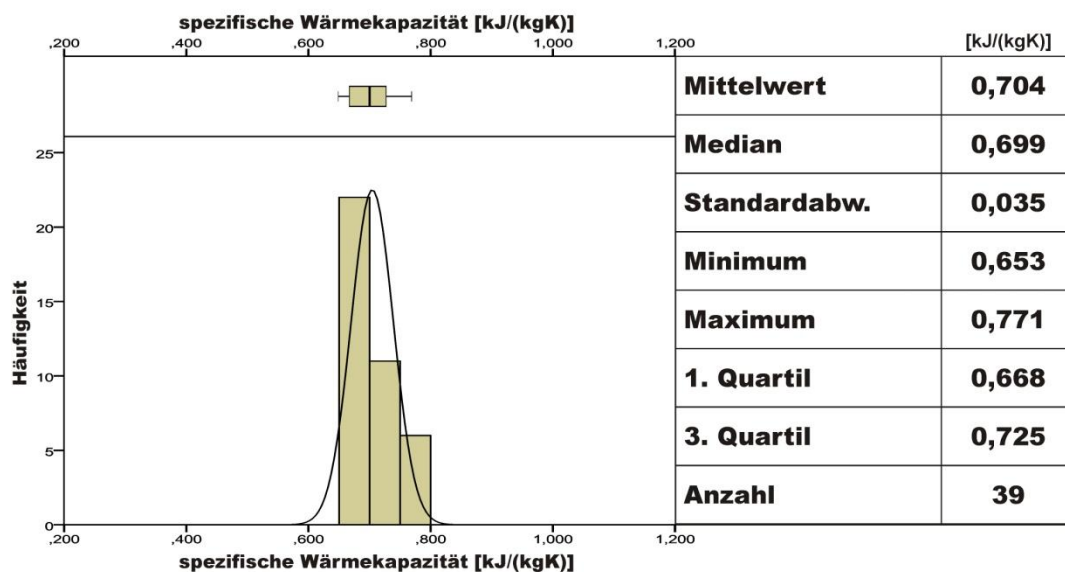 spezifische Wärmekapazität [kJ/(kgK)]
,200 ,400 ,600 ,800 1,000 1,200
[kJ/(kgK)]
Mittelwert 0,704
Median 0,699
Standardabw. 0,035
Minimum 0,653
Maximum 0,771
1. Quartil 0,668
3. Quartil 0,725
Anzahl 39
25
20
15
10
5
0
Häufigkeit
,200 ,400 ,600 ,800 1,000 1,200
spezifische Wärmekapazität [kJ/(kgK)]